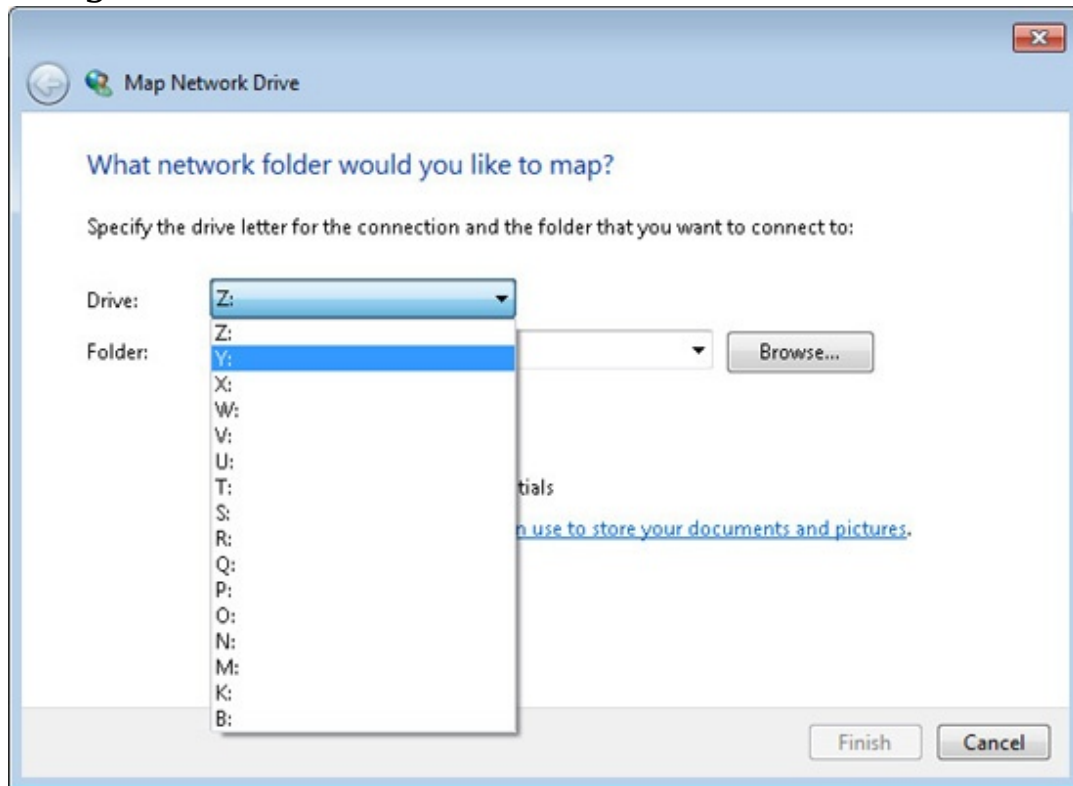 Map Network Drive
What network folder would you like to map?
Specify the drive letter for the connection and the folder that you want to connect to:
Drive: Z:
Z:
Folder: Browse...
Y:
X:
W:
V:
U:
T: tials
S:
n use to store your documents and pictures.
R:
Q:
P:
O:
N:
M:
K:
B:
Finish Cancel